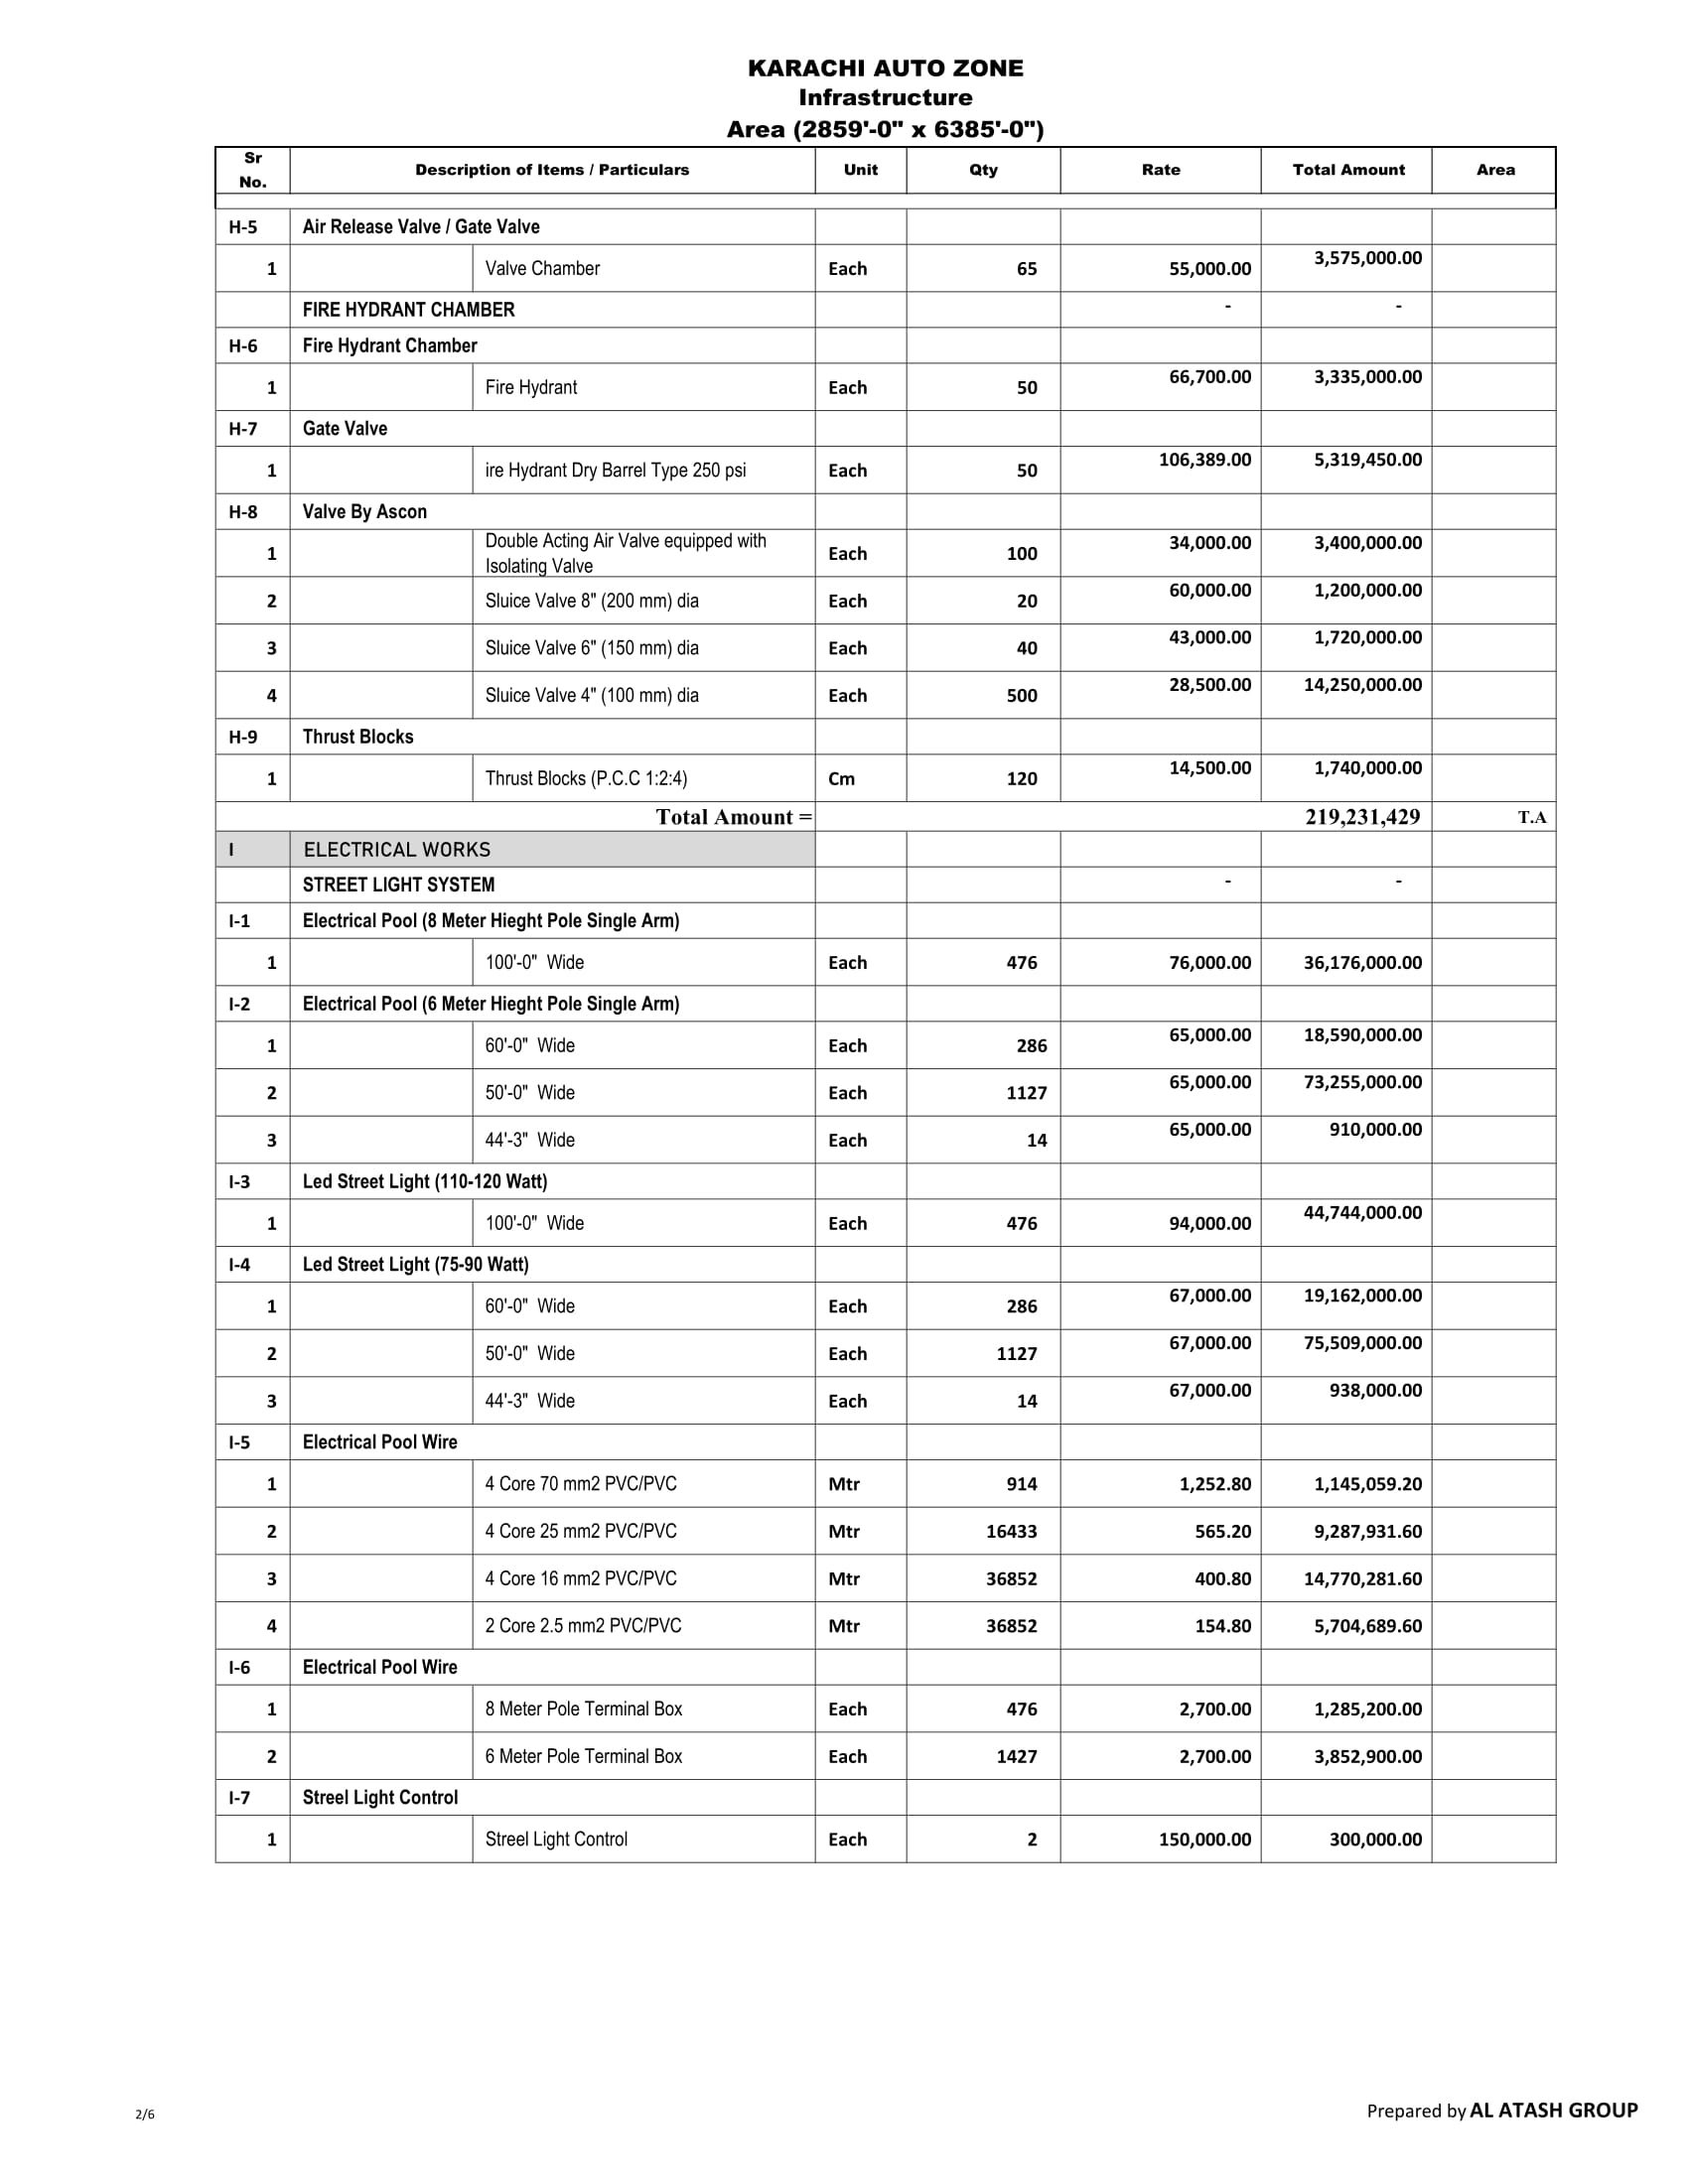 KARACHI AUTO ZONE
Infrastructure
Area (2859'-0" x 6385'-0")
Sr No. Description of Items / Particulars Unit Qty Rate Total Amount Area
H-5 Air Release Valve / Gate Valve
1 Valve Chamber Each 65 55,000.00 3,575,000.00
FIRE HYDRANT CHAMBER - -
H-6 Fire Hydrant Chamber
1 Fire Hydrant Each 50 66,700.00 3,335,000.00
H-7 Gate Valve
1 ire Hydrant Dry Barrel Type 250 psi Each 50 106,389.00 5,319,450.00
H-8 Valve By Ascon
1 Double Acting Air Valve equipped with Isolating Valve Each 100 34,000.00 3,400,000.00
2 Sluice Valve 8" (200 mm) dia Each 20 60,000.00 1,200,000.00
3 Sluice Valve 6" (150 mm) dia Each 40 43,000.00 1,720,000.00
4 Sluice Valve 4" (100 mm) dia Each 500 28,500.00 14,250,000.00
H-9 Thrust Blocks
1 Thrust Blocks (P.C.C 1:2:4) Cm 120 14,500.00 1,740,000.00
Total Amount = 219,231,429 T.A
I ELECTRICAL WORKS
STREET LIGHT SYSTEM - -
I-1 Electrical Pool (8 Meter Hieght Pole Single Arm)
1 100'-0" Wide Each 476 76,000.00 36,176,000.00
I-2 Electrical Pool (6 Meter Hieght Pole Single Arm)
1 60'-0" Wide Each 286 65,000.00 18,590,000.00
2 50'-0" Wide Each 1127 65,000.00 73,255,000.00
3 44'-3" Wide Each 14 65,000.00 910,000.00
I-3 Led Street Light (110-120 Watt)
1 100'-0" Wide Each 476 94,000.00 44,744,000.00
I-4 Led Street Light (75-90 Watt)
1 60'-0" Wide Each 286 67,000.00 19,162,000.00
2 50'-0" Wide Each 1127 67,000.00 75,509,000.00
3 44'-3" Wide Each 14 67,000.00 938,000.00
I-5 Electrical Pool Wire
1 4 Core 70 mm2 PVC/PVC Mtr 914 1,252.80 1,145,059.20
2 4 Core 25 mm2 PVC/PVC Mtr 16433 565.20 9,287,931.60
3 4 Core 16 mm2 PVC/PVC Mtr 36852 400.80 14,770,281.60
4 2 Core 2.5 mm2 PVC/PVC Mtr 36852 154.80 5,704,689.60
I-6 Electrical Pool Wire
1 8 Meter Pole Terminal Box Each 476 2,700.00 1,285,200.00
2 6 Meter Pole Terminal Box Each 1427 2,700.00 3,852,900.00
I-7 Streel Light Control
1 Streel Light Control Each 2 150,000.00 300,000.00
2/6 Prepared by AL ATASH GROUP